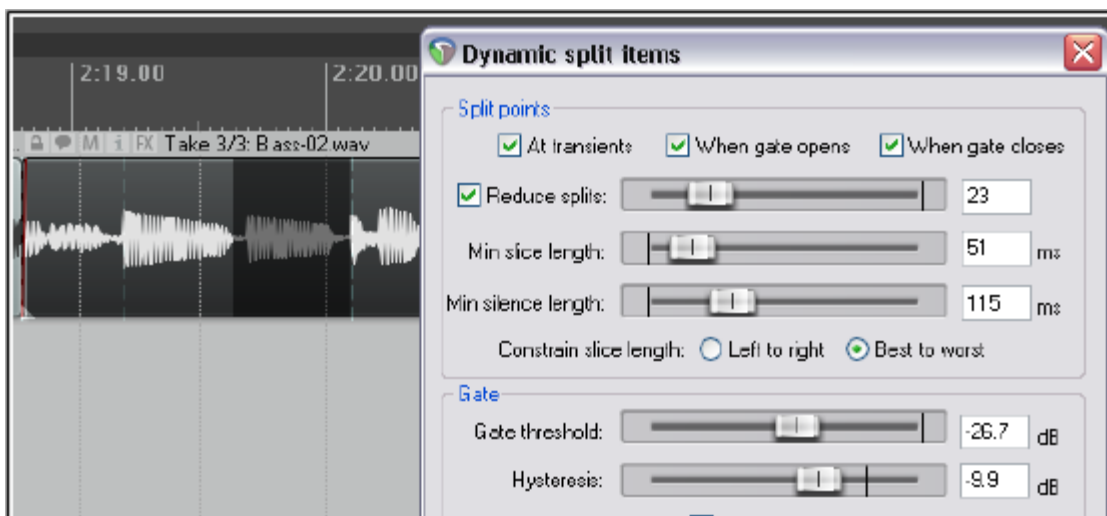 2:19.00
2:20.00
M i FX Take 3/3: Bass-02.wav
Dynamic split items
Split points
At transients When gate opens When gate closes
Reduce splits: 23
Min slice length: 51 ms
Min silence length: 115 ms
Constrain slice length: Left to right Best to worst
Gate
Gate threshold: -26.7 dB
Hysteresis: -9.9 dB